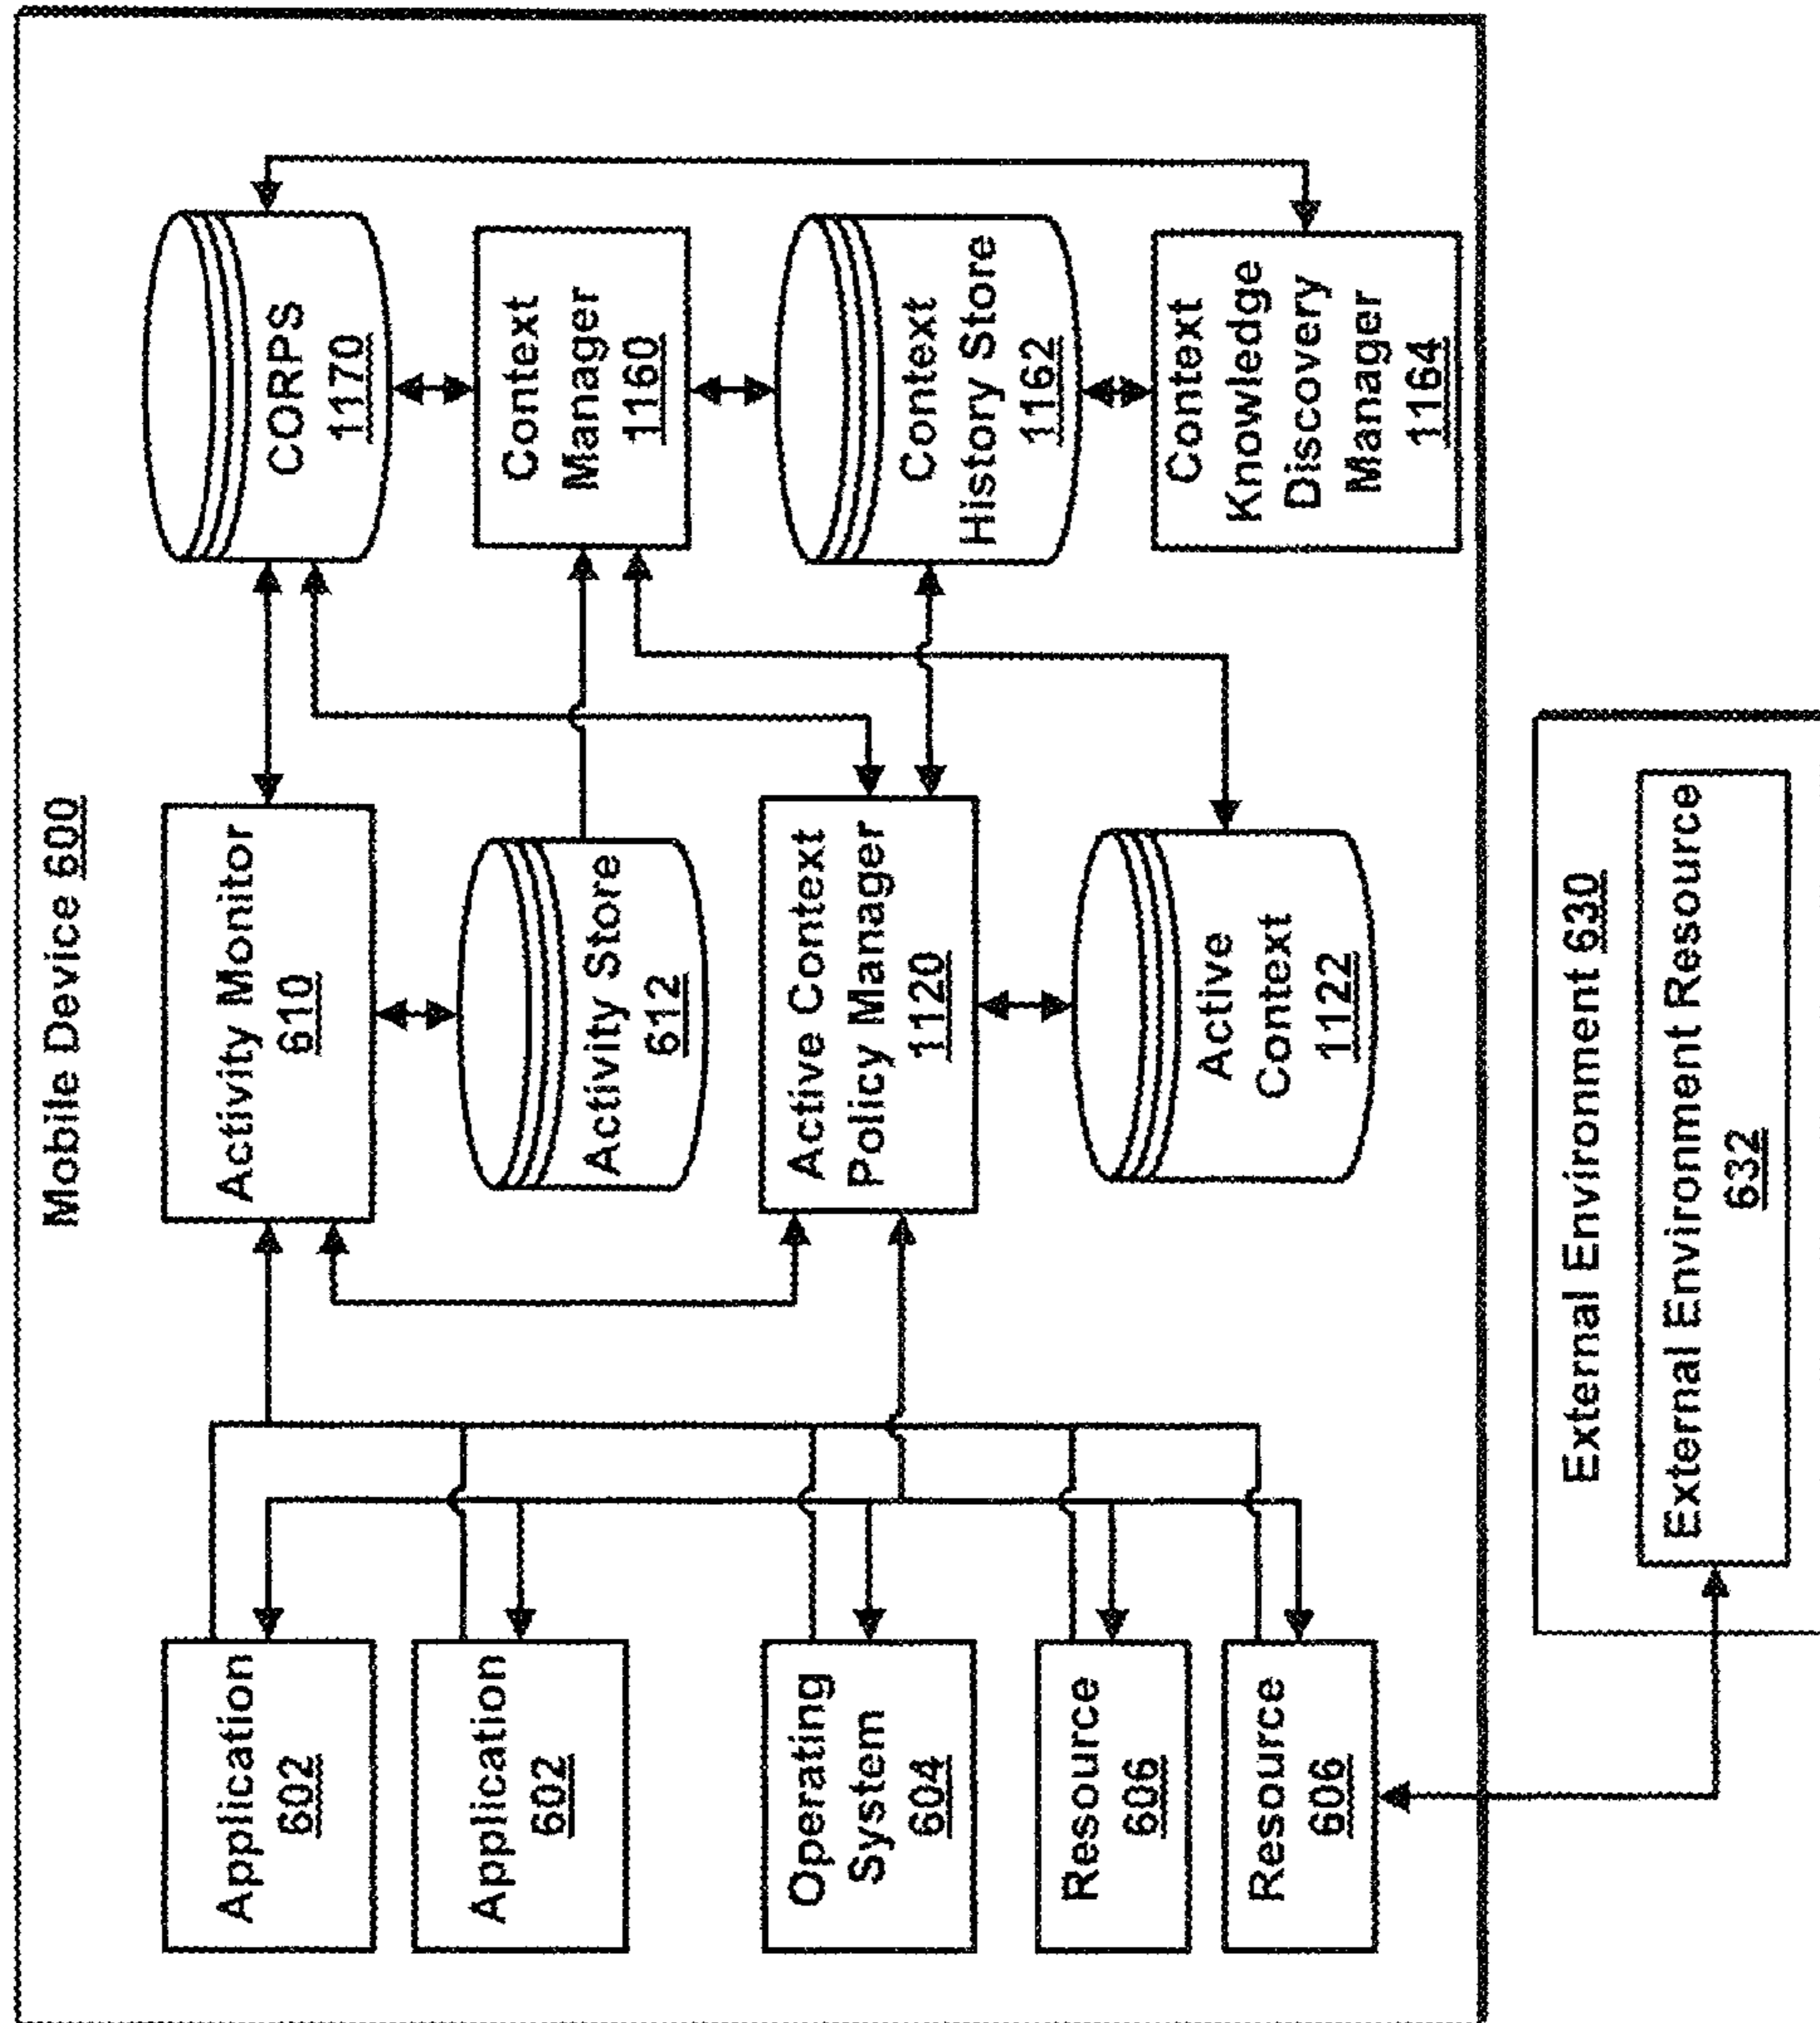 Mobile Device 600
Application
602
Application
602
Operating
System
604
Resource
606
Resource
606
Activity Monitor
610
Activity Store
612
Active Context
Policy Manager
1120
Active
Context
1122
CORPS
1170
Context
Manager
1160
Context
History Store
1162
Context
Knowledge
Discovery
Manager
1164
External Environment 630
External Environment Resource
632